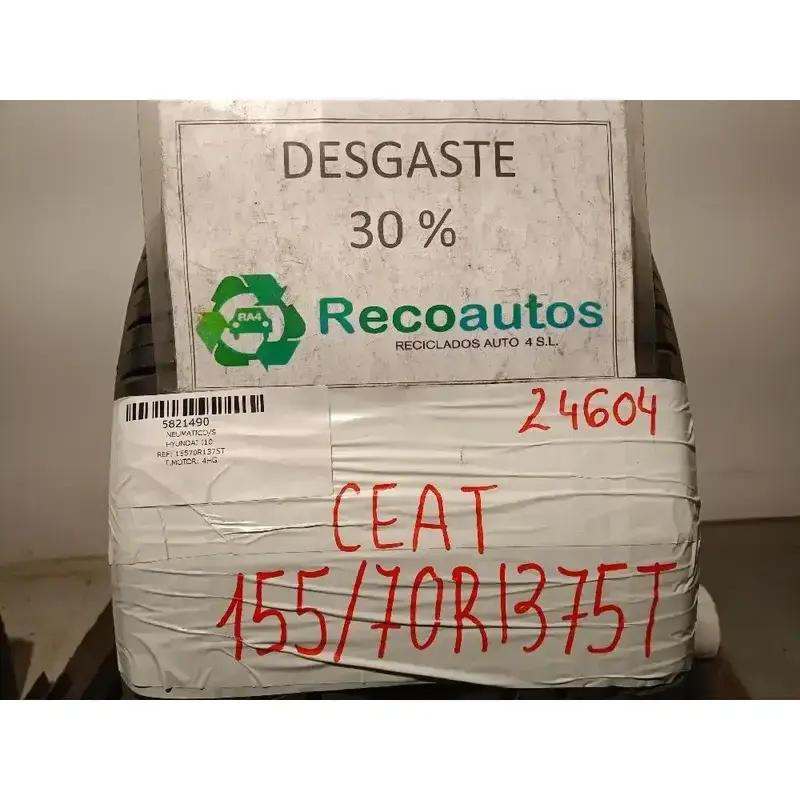 DESGASTE
30 %
RA4
Recoautos
RECICLADOS AUTO 4 S.L.
5821490
NEUMATICO/S
HYUNDAI I10
REF: 15570R1375T
T.MOTOR: 4HG
24604
CEAT
155/70R1375T